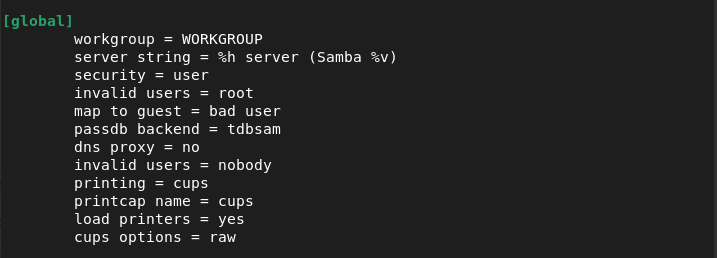 [global]
workgroup = WORKGROUP
server string = %h server (Samba %v)
security = user
invalid users = root
map to guest = bad user
passdb backend = tdbsam
dns proxy = no
invalid users = nobody
printing = cups
printcap name = cups
load printers = yes
cups options = raw